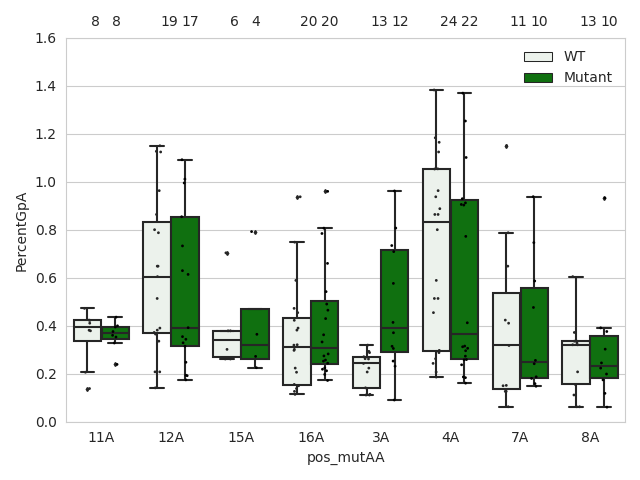 8 8 19 17 6 4 20 20 13 12 24 22 11 10 13 10
1.6
1.4
1.2
1.0
0.8
0.6
0.4
0.2
0.0
PercentGpA
WT
Mutant
11A 12A 15A 16A 3A 4A 7A 8A
pos_mutAA